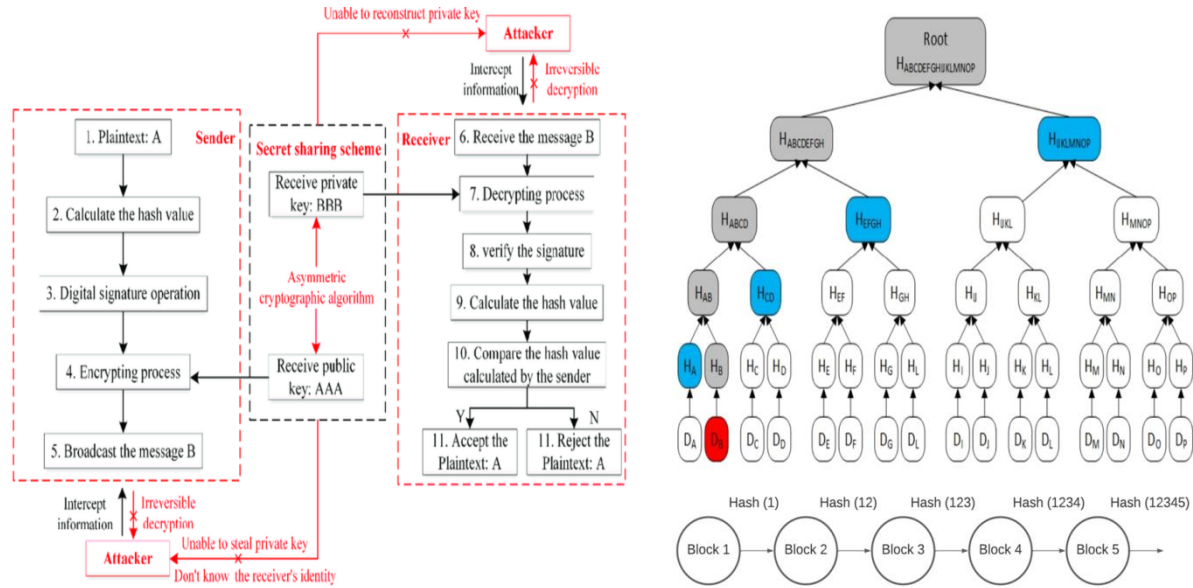 Unable to reconstruct private key
Attacker
Intercept
information
Irreversible
decryption
Sender
1. Plaintext: A
2. Calculate the hash value
3. Digital signature operation
4. Encrypting process
5. Broadcast the message B
Intercept
information
Irreversible
decryption
Attacker
Unable to steal private key
Don't know the receiver's identity
Secret sharing scheme
Receive private
key: BBB
Asymmetric
cryptographic algorithm
Receive public
key: AAA
Receiver
6. Receive the message B
7. Decrypting process
8. verify the signature
9. Calculate the hash value
10. Compare the hash value
calculated by the sender
Y N
11. Accept the
Plaintext: A
11. Reject the
Plaintext: A
Root
HABCDEFGHIJKLMNOP
HABCDEFGH HIJKLMNOP
HABCD HEFGH HIJKL HMNOP
HAB HCD HEF HGH HIJ HKL HMN HOP
HA HB HC HD HE HF HG HL HI HJ HK HL HM HN HO HP
DA DB DC DD DE DF DG DL DI DJ DK DL DM DN DO DP
Hash (1) Hash (12) Hash (123) Hash (1234) Hash (12345)
Block 1 Block 2 Block 3 Block 4 Block 5